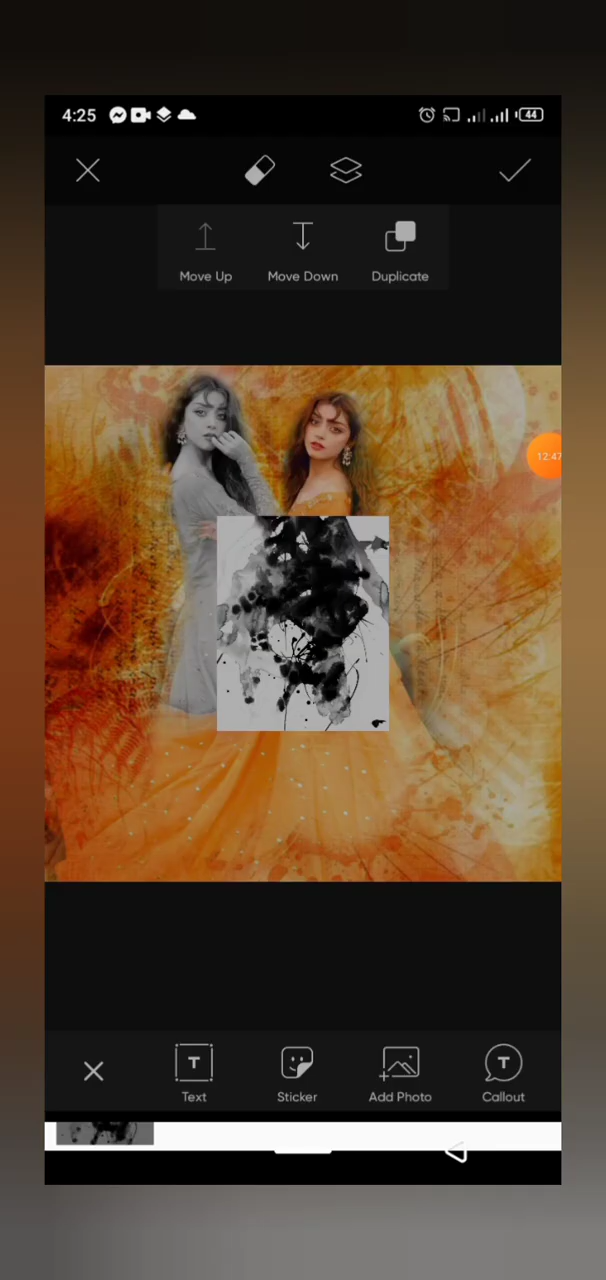 4:25
44
Move Up
Move Down
Duplicate
12:47
T
T
Text
Sticker
Add Photo
Callout